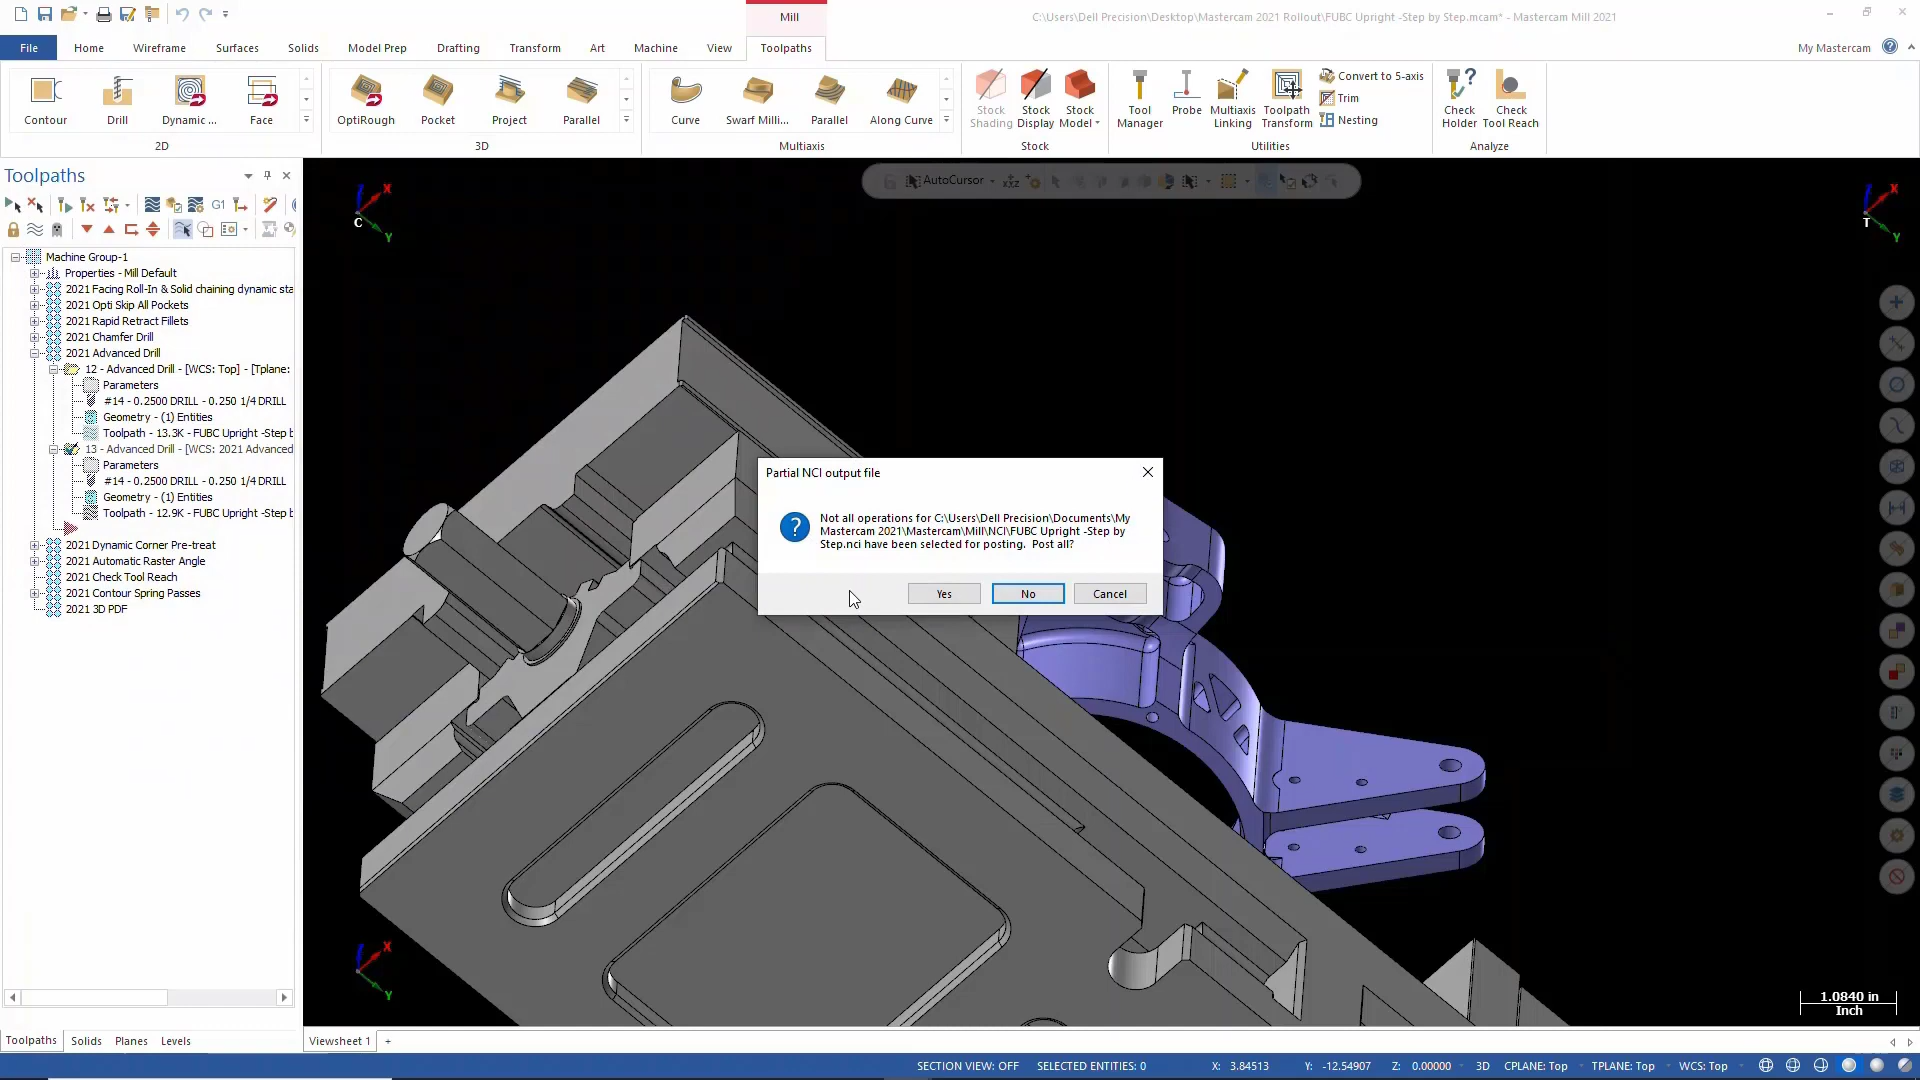 Mill
C:\Users\Dell Precision\Desktop\Mastercam 2021 Rollout\FUBC Upright -Step by Step.mcam* - Mastercam Mill 2021
File
Home
Wireframe
Surfaces
Solids
Model Prep
Drafting
Transform
Art
Machine
View
Toolpaths
My Mastercam
Contour
Drill
Dynamic ...
Face
2D
OptiRough
Pocket
Project
Parallel
3D
Curve
Swarf Milli...
Parallel
Along Curve
Multiaxis
Stock
Shading
Stock
Display
Stock
Model
Stock
Tool
Manager
Probe
Multiaxis
Linking
Toolpath
Transform
Convert to 5-axis
Trim
Nesting
Utilities
Check
Holder
Check
Tool Reach
Analyze
Toolpaths
G1
AutoCursor
XYZ
Machine Group-1
Properties - Mill Default
2021 Facing Roll-In & Solid chaining dynamic sta
2021 Opti Skip All Pockets
2021 Rapid Retract Fillets
2021 Chamfer Drill
2021 Advanced Drill
12 - Advanced Drill - [WCS: Top] - [Tplane:
Parameters
#14 - 0.2500 DRILL - 0.250 1/4 DRILL
Geometry - (1) Entities
Toolpath - 13.3K - FUBC Upright -Step b
13 - Advanced Drill - [WCS: 2021 Advanced
Parameters
#14 - 0.2500 DRILL - 0.250 1/4 DRILL
Geometry - (1) Entities
Toolpath - 12.9K - FUBC Upright -Step b
2021 Dynamic Corner Pre-treat
2021 Automatic Raster Angle
2021 Check Tool Reach
2021 Contour Spring Passes
2021 3D PDF
X
C
Y
X
T
Y
Partial NCI output file
Not all operations for C:\Users\Dell Precision\Documents\My
Mastercam 2021\Mastercam\Mill\NCI\FUBC Upright -Step by
Step.nci have been selected for posting. Post all?
Yes
No
Cancel
X
Y
1.0840 in
Inch
Toolpaths
Solids
Planes
Levels
Viewsheet 1
+
SECTION VIEW: OFF
SELECTED ENTITIES: 0
X: 3.84513
Y: -12.54907
Z: 0.00000
3D
CPLANE: Top
TPLANE: Top
WCS: Top